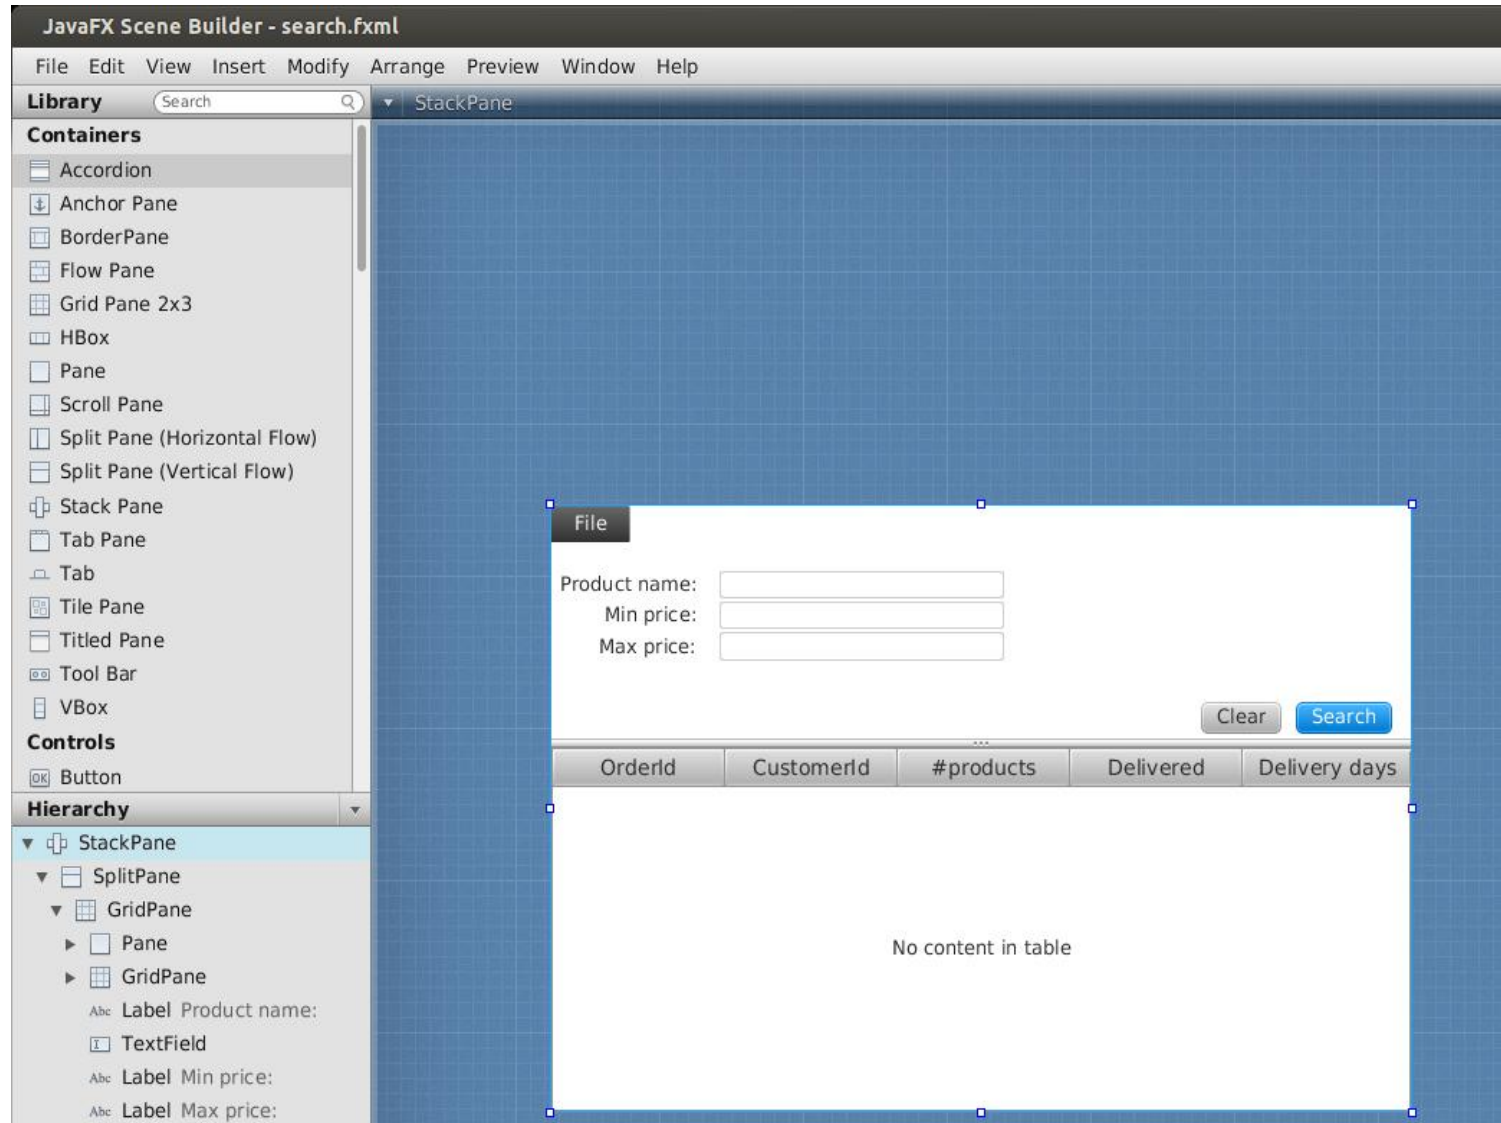 JavaFX Scene Builder - search.fxml
File Edit View Insert Modify Arrange Preview Window Help
Library Search
StackPane
Containers
Accordion
Anchor Pane
BorderPane
Flow Pane
Grid Pane 2x3
HBox
Pane
Scroll Pane
Split Pane (Horizontal Flow)
Split Pane (Vertical Flow)
Stack Pane
Tab Pane
Tab
Tile Pane
Titled Pane
Tool Bar
VBox
Controls
OK Button
Hierarchy
StackPane
SplitPane
GridPane
Pane
GridPane
Abc Label Product name:
TextField
Abc Label Min price:
Abc Label Max price:
File
Product name:
Min price:
Max price:
Clear Search
OrderId CustomerId #products Delivered Delivery days
No content in table